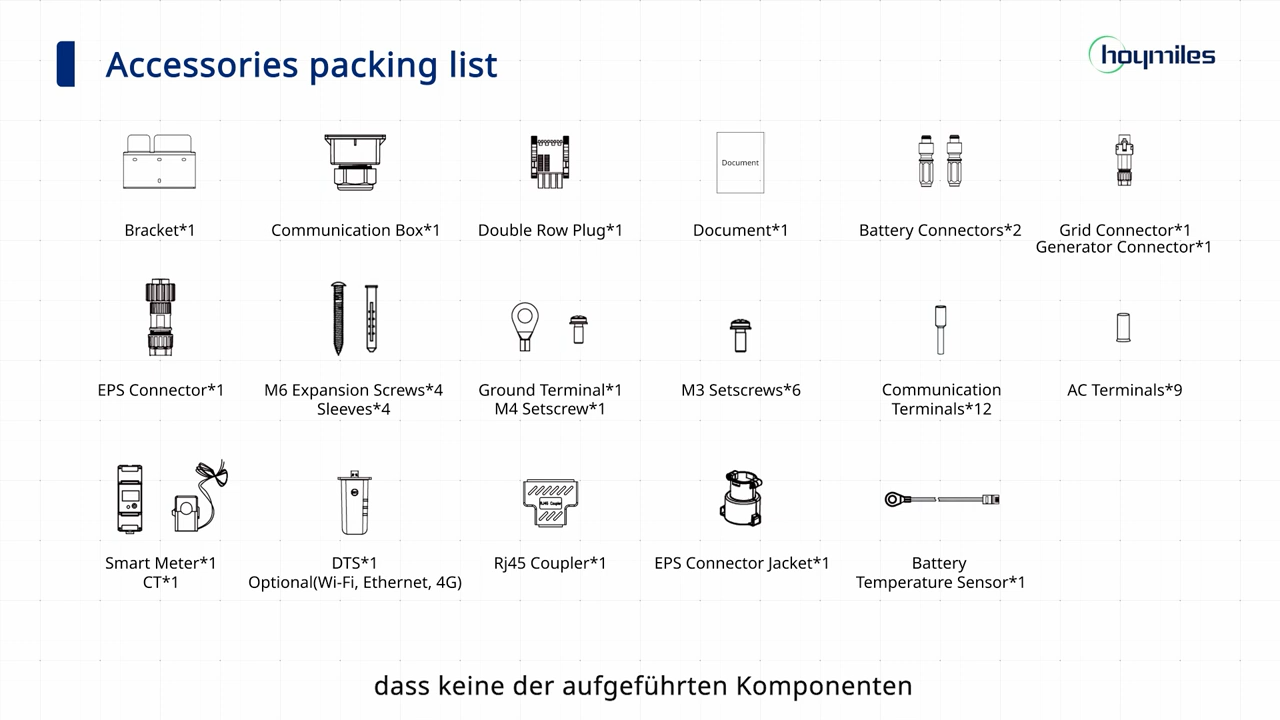 Accessories packing list
hoymiles
Document
Bracket*1
Communication Box*1
Double Row Plug*1
Document*1
Battery Connectors*2
Grid Connector*1
Generator Connector*1
EPS Connector*1
M6 Expansion Screws*4
Sleeves*4
Ground Terminal*1
M4 Setscrew*1
M3 Setscrews*6
Communication
Terminals*12
AC Terminals*9
RJ45 Coupler
Smart Meter*1
CT*1
DTS*1
Optional(Wi-Fi, Ethernet, 4G)
Rj45 Coupler*1
EPS Connector Jacket*1
Battery
Temperature Sensor*1
dass keine der aufgeführten Komponenten